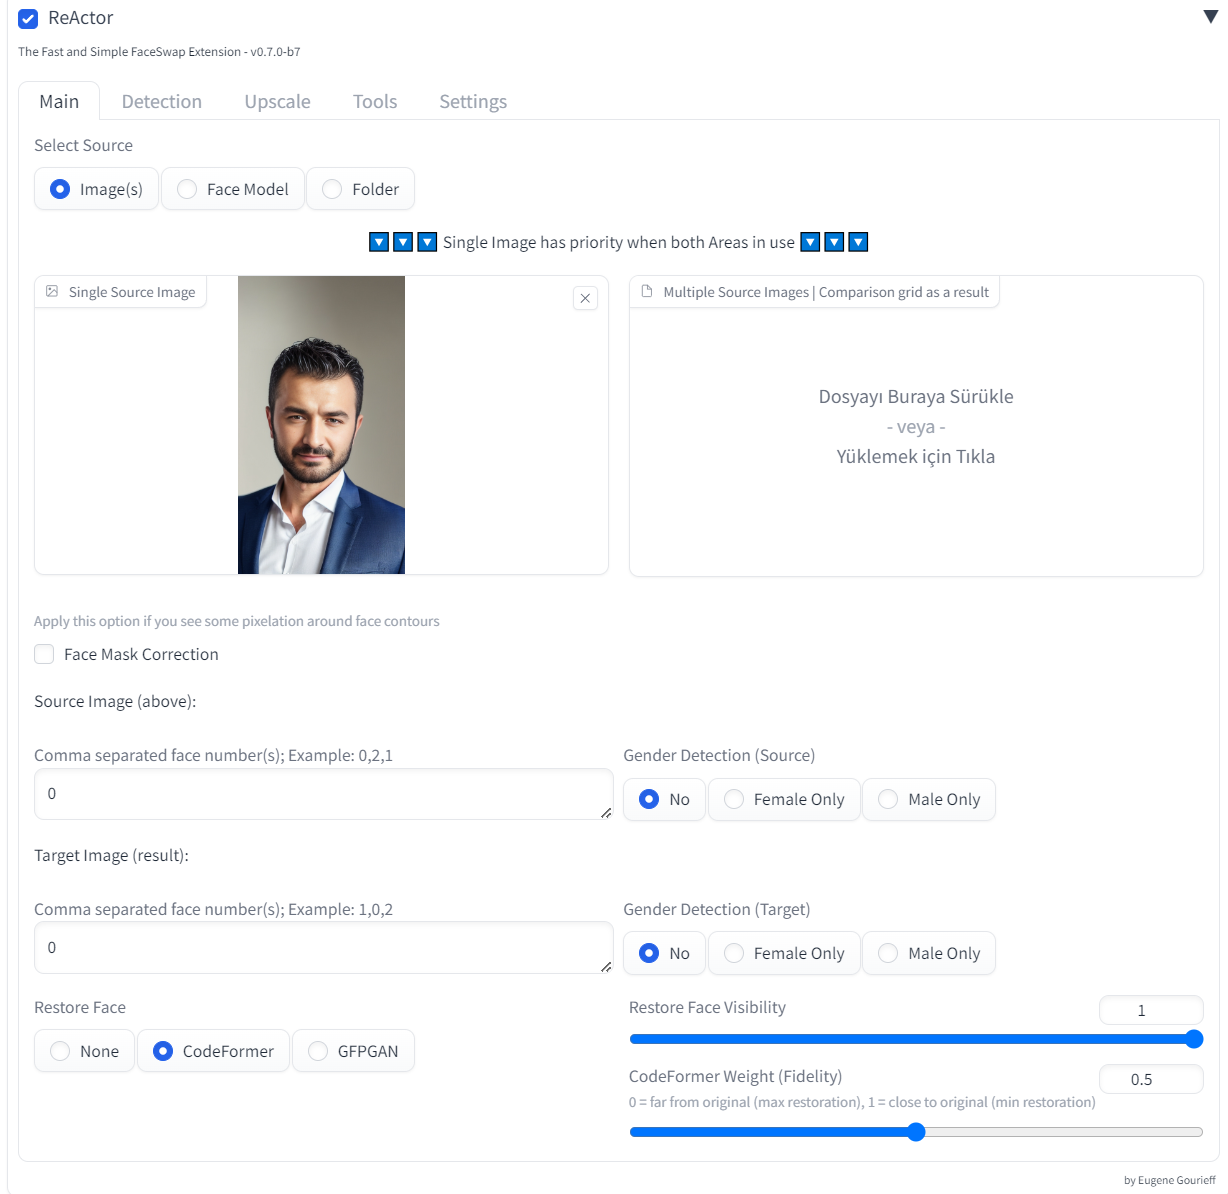 ReActor
The Fast and Simple FaceSwap Extension - v0.7.0-b7
Main Detection Upscale Tools Settings
Select Source
Image(s) Face Model Folder
Single Image has priority when both Areas in use
Single Source Image
Multiple Source Images | Comparison grid as a result
Dosyayı Buraya Sürükle
- veya -
Yüklemek için Tıkla
Apply this option if you see some pixelation around face contours
Face Mask Correction
Source Image (above):
Comma separated face number(s); Example: 0,2,1
0
Gender Detection (Source)
No Female Only Male Only
Target Image (result):
Comma separated face number(s); Example: 1,0,2
0
Gender Detection (Target)
No Female Only Male Only
Restore Face
None CodeFormer GFPGAN
Restore Face Visibility
1
CodeFormer Weight (Fidelity)
0.5
0 = far from original (max restoration), 1 = close to original (min restoration)
by Eugene Gourieff